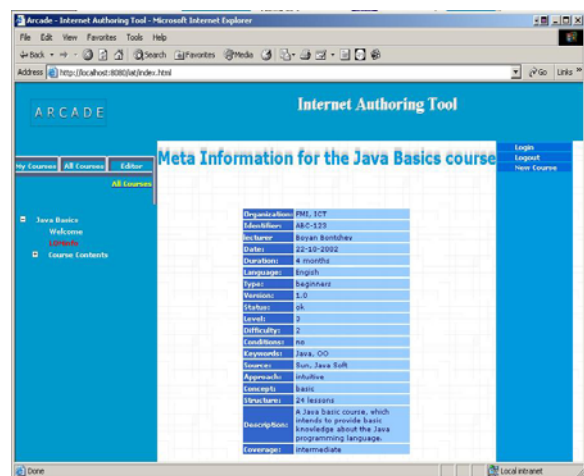 Arcade - Internet Authoring Tool - Microsoft Internet Explorer
File Edit View Favorites Tools Help
Back Search Favorites Media
Address http://localhost:8080/iat/index.html Go Links »
ARCADE
Internet Authoring Tool
My Courses All Courses Editor
All Courses
Java Basics
Welcome
Course Contents
Meta Information for the Java Basics course
Login
Logout
New Course
Organization: FMI, ICT
Identifier: ABC-123
lecturer Boyan Bontchev
Date: 22-10-2002
Duration: 4 months
Language: Engish
Type: beginners
Version: 1.0
Status: ok
Level: 3
Difficulty: 2
Conditions: no
Keywords: Java, OO
Source: Sun, Java Soft
Approach: intuitive
Concept: basic
Structure: 24 lessons
Description: A Java basic course, which
intends to provide basic
knowledge about the Java
programming language.
Coverage: intermediate
Done Local intranet